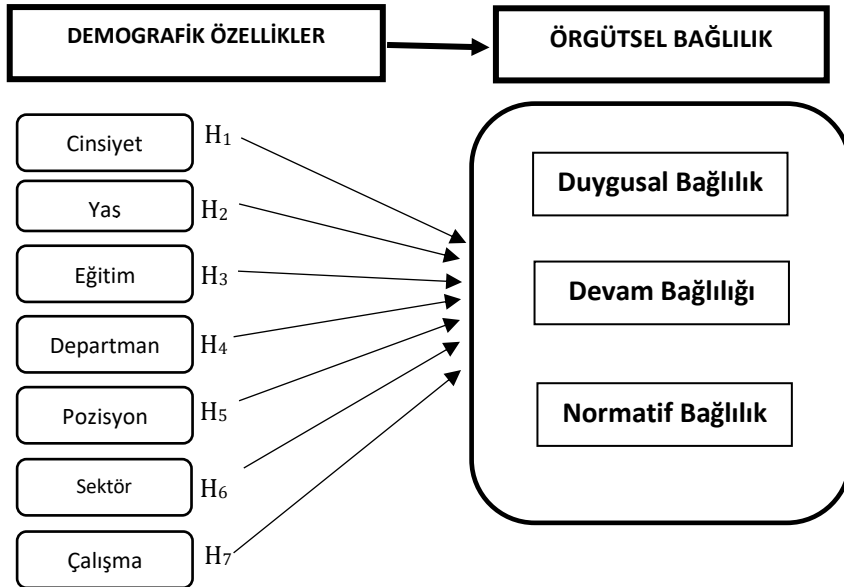 DEMOGRAFİK ÖZELLİKLER
ÖRGÜTSEL BAĞLILIK
Cinsiyet H₁
Yas H₂
Eğitim H₃
Departman H₄
Pozisyon H₅
Sektör H₆
Çalışma H₇
Duygusal Bağlılık
Devam Bağlılığı
Normatif Bağlılık